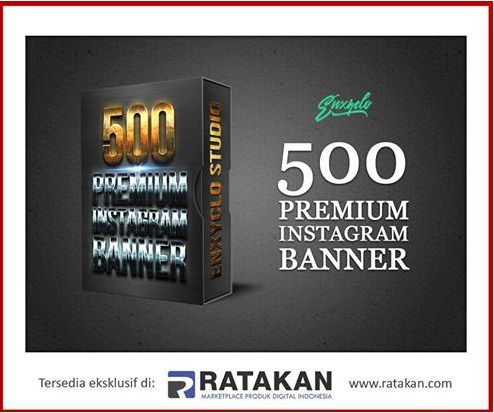 500
PREMIUM
INSTAGRAM
BANNER
ENXYCLO STUDIO
Enxyclo
500
PREMIUM
INSTAGRAM
BANNER
Tersedia eksklusif di:
RATAKAN
MARKETPLACE PRODUK DIGITAL INDONESIA
www.ratakan.com